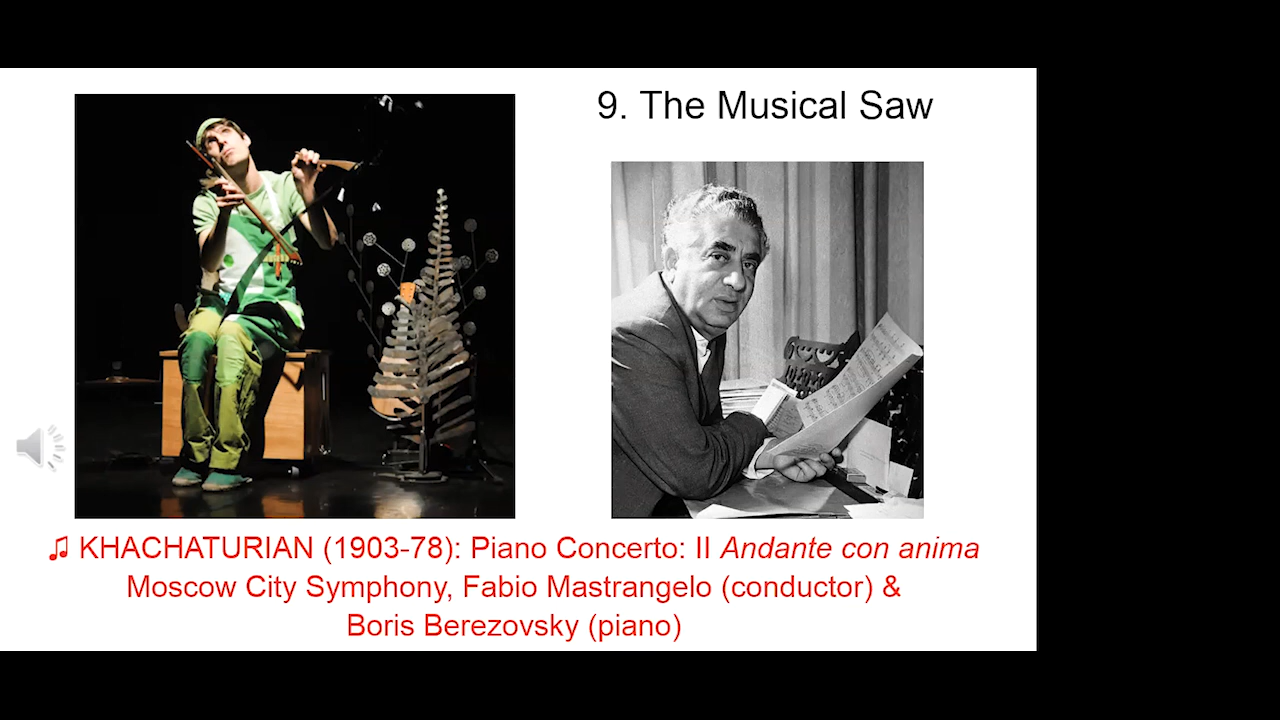 9. The Musical Saw
♫ KHACHATURIAN (1903-78): Piano Concerto: II Andante con anima
Moscow City Symphony, Fabio Mastrangelo (conductor) &
Boris Berezovsky (piano)